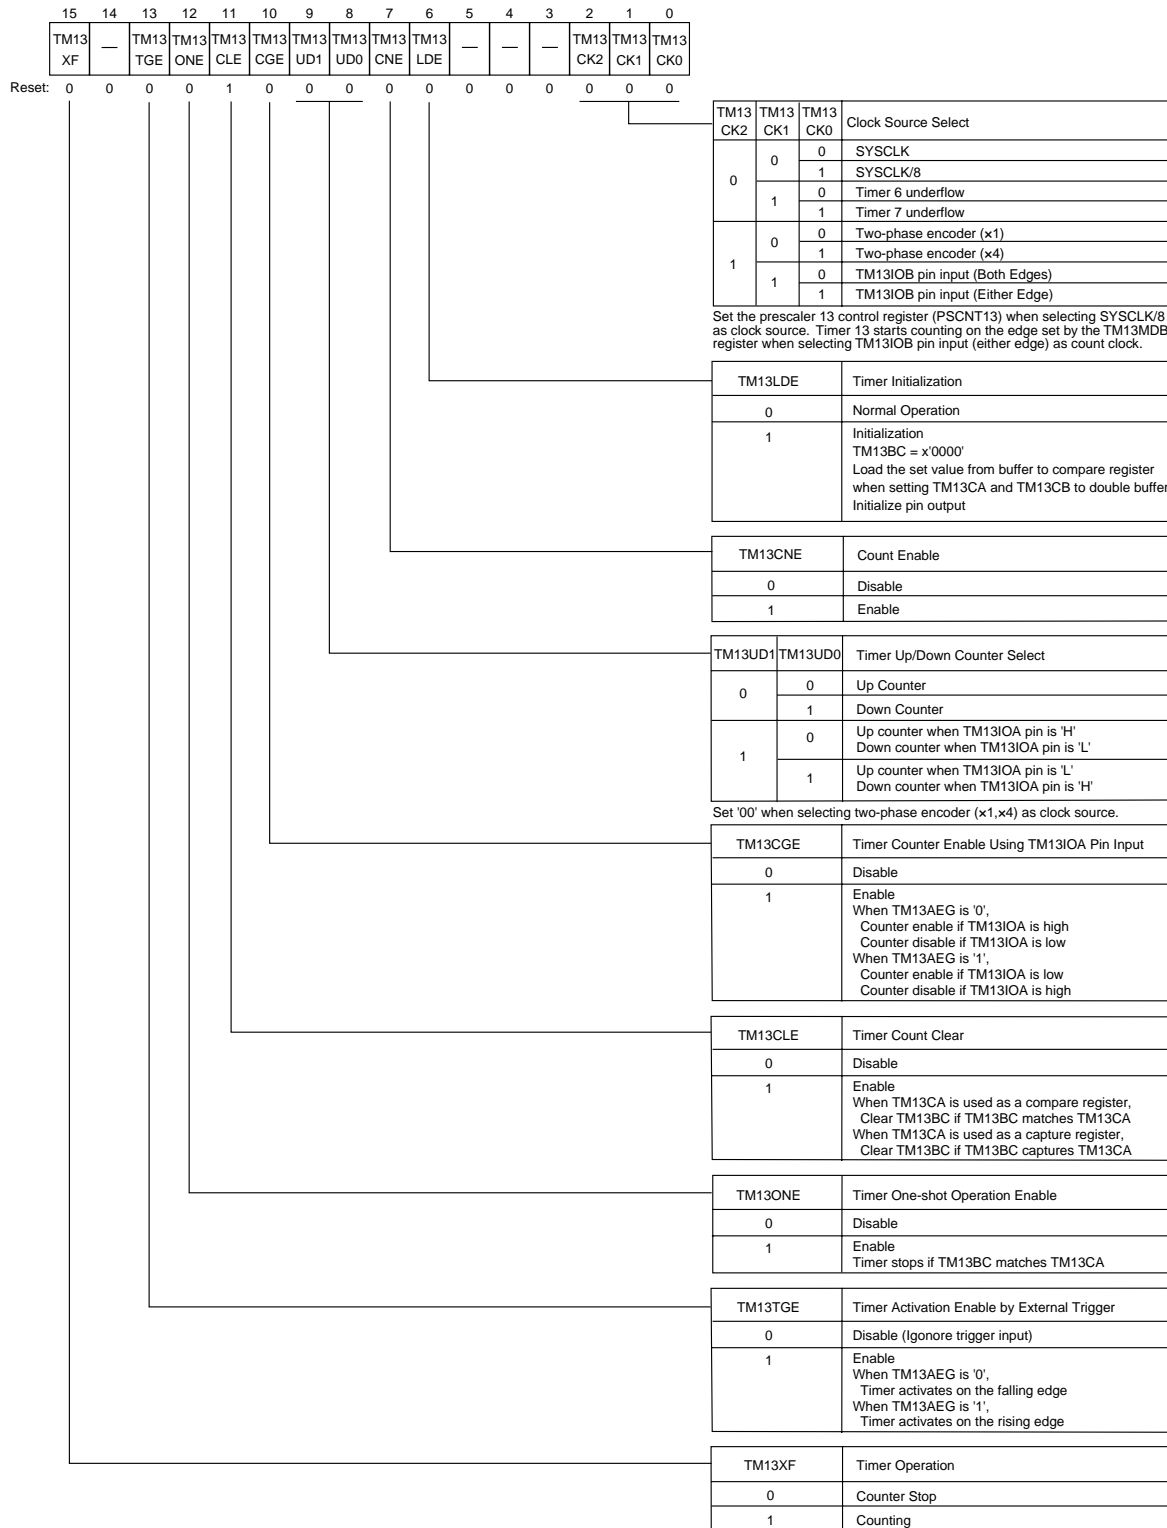 15 14 13 12 11 10 9 8 7 6 5 4 3 2 1 0
TM13 — TM13 TM13 TM13 TM13 TM13 TM13 TM13 TM13 — — — TM13 TM13 TM13
XF TGE ONE CLE CGE UD1 UD0 CNE LDE CK2 CK1 CK0
Reset: 0 0 0 0 1 0 0 0 0 0 0 0 0 0 0 0
TM13 TM13 TM13
CK2 CK1 CK0 Clock Source Select
0 0 0 SYSCLK
1 SYSCLK/8
1 0 Timer 6 underflow
1 Timer 7 underflow
1 0 0 Two-phase encoder (×1)
1 Two-phase encoder (×4)
1 0 TM13IOB pin input (Both Edges)
1 TM13IOB pin input (Either Edge)
Set the prescaler 13 control register (PSCNT13) when selecting SYSCLK/8
as clock source. Timer 13 starts counting on the edge set by the TM13MDB
register when selecting TM13IOB pin input (either edge) as count clock.
TM13LDE Timer Initialization
0 Normal Operation
1 Initialization
TM13BC = x'0000'
Load the set value from buffer to compare register
when setting TM13CA and TM13CB to double buffer
Initialize pin output
TM13CNE Count Enable
0 Disable
1 Enable
TM13UD1 TM13UD0 Timer Up/Down Counter Select
0 0 Up Counter
1 Down Counter
1 0 Up counter when TM13IOA pin is 'H'
Down counter when TM13IOA pin is 'L'
1 Up counter when TM13IOA pin is 'L'
Down counter when TM13IOA pin is 'H'
Set '00' when selecting two-phase encoder (×1,×4) as clock source.
TM13CGE Timer Counter Enable Using TM13IOA Pin Input
0 Disable
1 Enable
When TM13AEG is '0',
Counter enable if TM13IOA is high
Counter disable if TM13IOA is low
When TM13AEG is '1',
Counter enable if TM13IOA is low
Counter disable if TM13IOA is high
TM13CLE Timer Count Clear
0 Disable
1 Enable
When TM13CA is used as a compare register,
Clear TM13BC if TM13BC matches TM13CA
When TM13CA is used as a capture register,
Clear TM13BC if TM13BC captures TM13CA
TM13ONE Timer One-shot Operation Enable
0 Disable
1 Enable
Timer stops if TM13BC matches TM13CA
TM13TGE Timer Activation Enable by External Trigger
0 Disable (Igonore trigger input)
1 Enable
When TM13AEG is '0',
Timer activates on the falling edge
When TM13AEG is '1',
Timer activates on the rising edge
TM13XF Timer Operation
0 Counter Stop
1 Counting